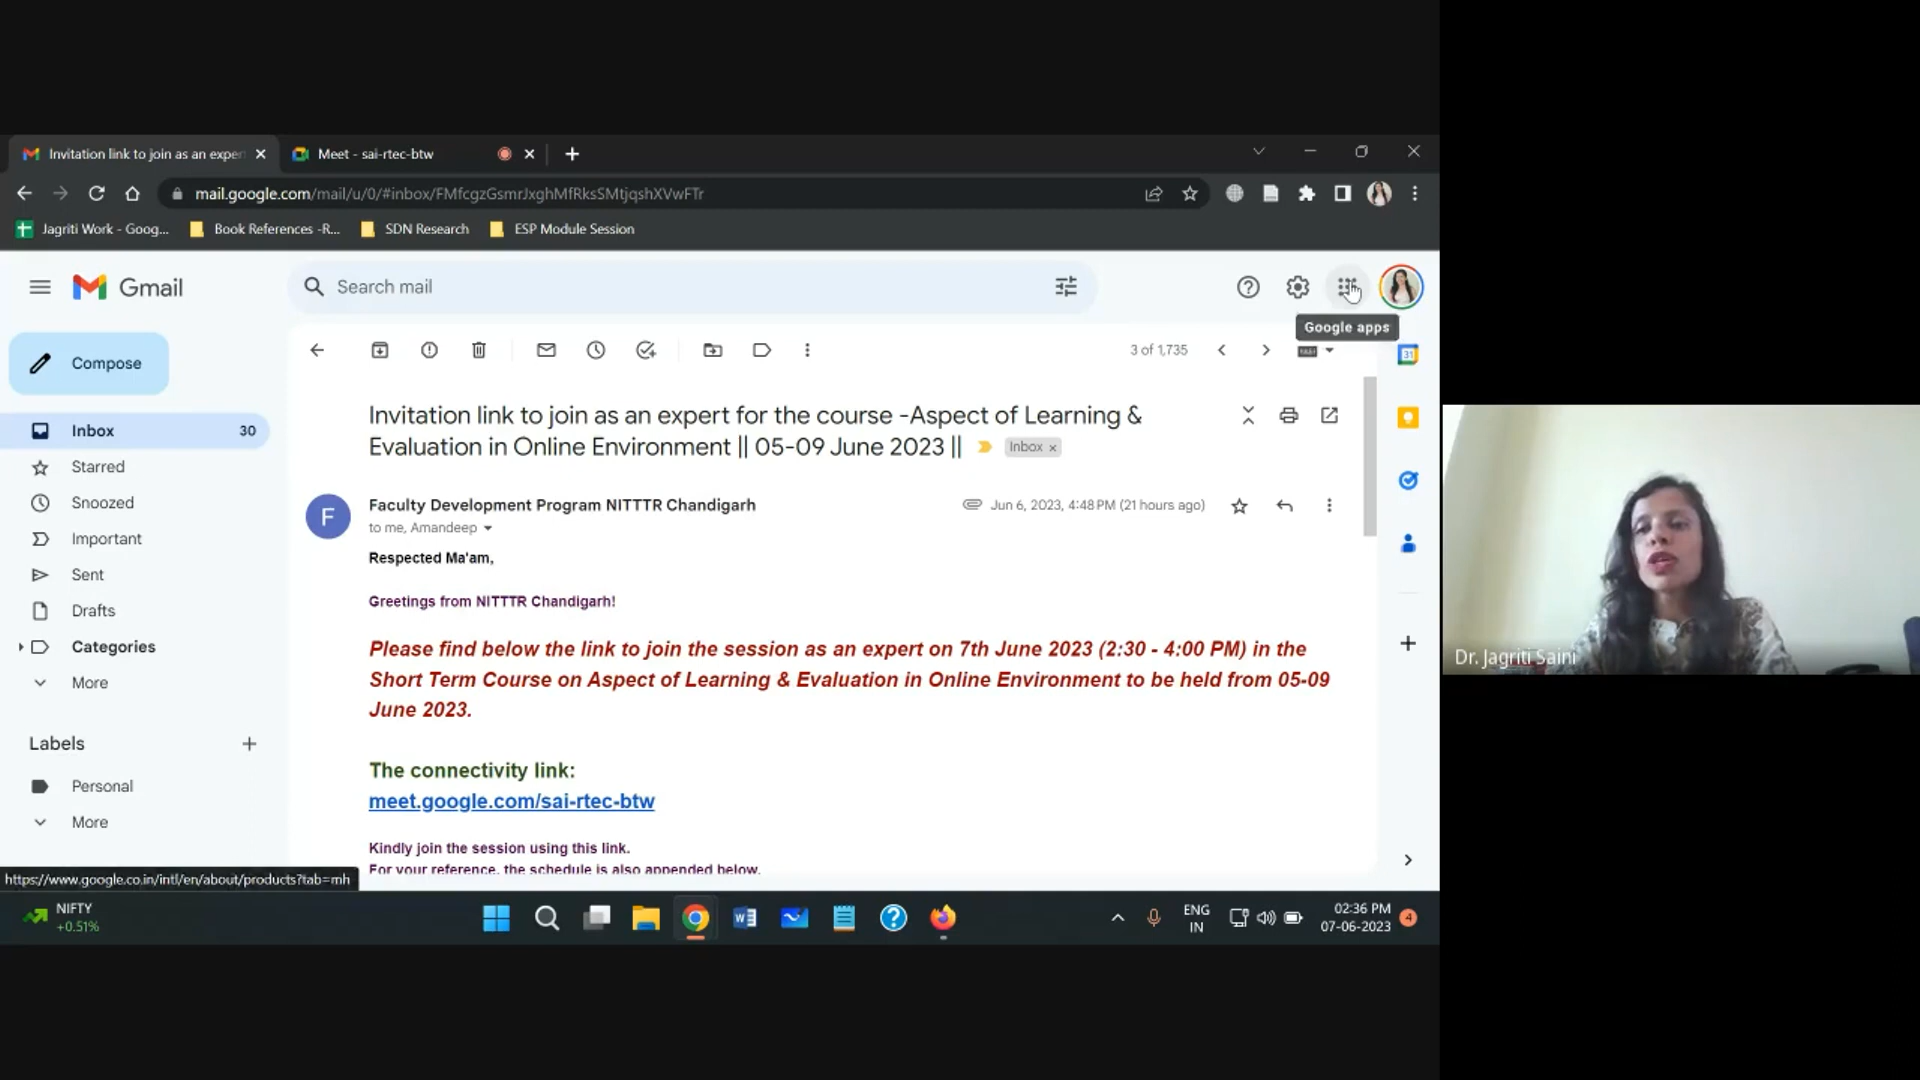 Invitation link to join as an exper
Meet - sai-rtec-btw
mail.google.com/mail/u/0/#inbox/FMfcgzGsmrJxghMfRksSMtjqshXVwFTr
Jagriti Work - Goog...
Book References -R...
SDN Research
ESP Module Session
Gmail
Search mail
Google apps
Compose
3 of 1,735
31
Inbox 30
Starred
Snoozed
Important
Sent
Drafts
Categories
More
Labels
Personal
More
Invitation link to join as an expert for the course -Aspect of Learning &
Evaluation in Online Environment || 05-09 June 2023 || Inbox x
F
Faculty Development Program NITTTR Chandigarh
Jun 6, 2023, 4:48 PM (21 hours ago)
to me, Amandeep
Respected Ma'am,
Greetings from NITTTR Chandigarh!
Please find below the link to join the session as an expert on 7th June 2023 (2:30 - 4:00 PM) in the
Short Term Course on Aspect of Learning & Evaluation in Online Environment to be held from 05-09
June 2023.
The connectivity link:
meet.google.com/sai-rtec-btw
Kindly join the session using this link.
For your reference, the schedule is also appended below.
https://www.google.co.in/intl/en/about/products?tab=mh
NIFTY
+0.51%
ENG
IN
02:36 PM
07-06-2023
4
Dr. Jagriti Saini